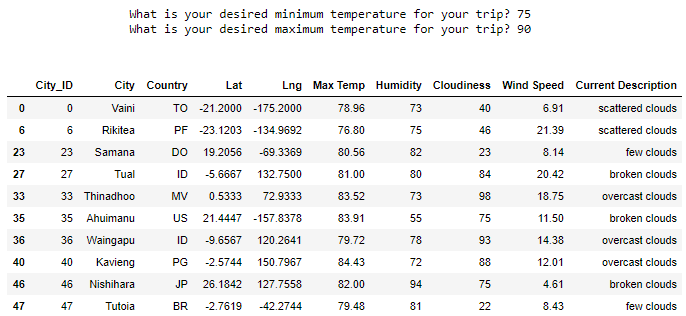 What is your desired minimum temperature for your trip? 75
What is your desired maximum temperature for your trip? 90
City_ID City Country Lat Lng Max Temp Humidity Cloudiness Wind Speed Current Description
0 0 Vaini TO -21.2000 -175.2000 78.96 73 40 6.91 scattered clouds
6 6 Rikitea PF -23.1203 -134.9692 76.80 75 46 21.39 scattered clouds
23 23 Samana DO 19.2056 -69.3369 80.56 82 23 8.14 few clouds
27 27 Tual ID -5.6667 132.7500 81.00 80 84 20.42 broken clouds
33 33 Thinadhoo MV 0.5333 72.9333 83.52 73 98 18.75 overcast clouds
35 35 Ahuimanu US 21.4447 -157.8378 83.91 55 75 11.50 broken clouds
36 36 Waingapu ID -9.6567 120.2641 79.72 78 93 14.38 overcast clouds
40 40 Kavieng PG -2.5744 150.7967 84.43 72 88 12.01 overcast clouds
46 46 Nishihara JP 26.1842 127.7558 82.00 94 75 4.61 broken clouds
47 47 Tutoia BR -2.7619 -42.2744 79.48 81 22 8.43 few clouds